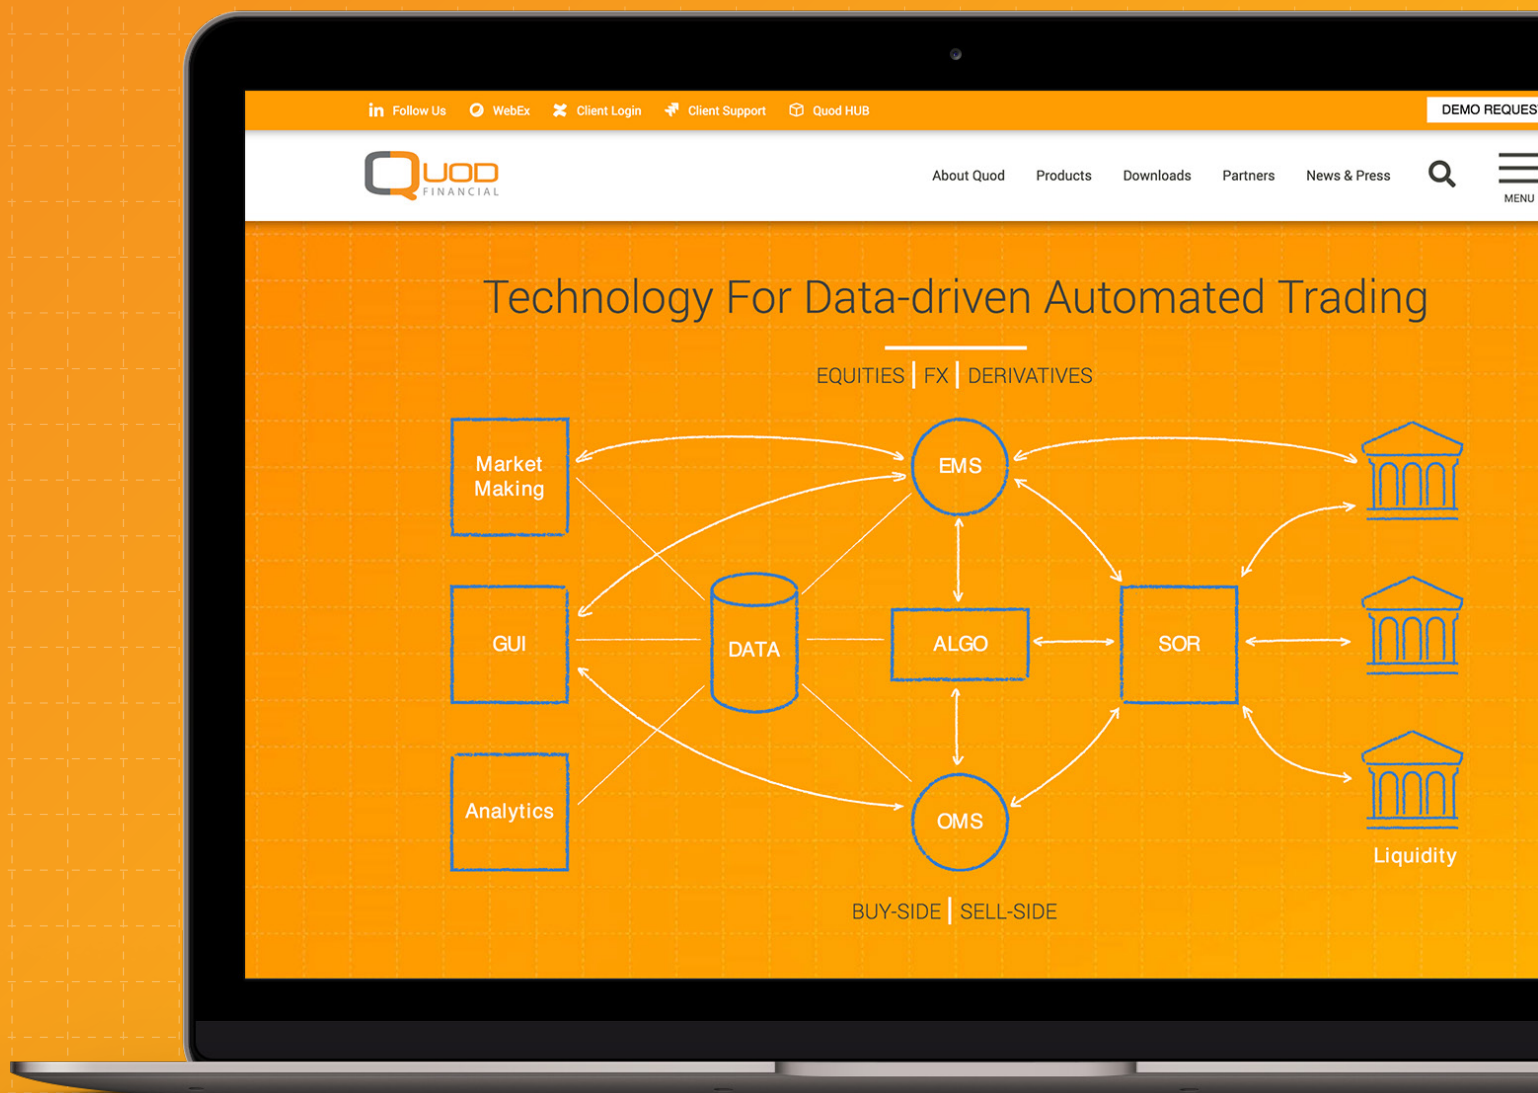 in Follow Us WebEx Client Login Client Support Quod HUB DEMO REQUES
QUOD
FINANCIAL
About Quod Products Downloads Partners News & Press
MENU
Technology For Data-driven Automated Trading
EQUITIES | FX | DERIVATIVES
Market
Making
EMS
GUI
DATA
ALGO
SOR
Analytics
OMS
Liquidity
BUY-SIDE | SELL-SIDE